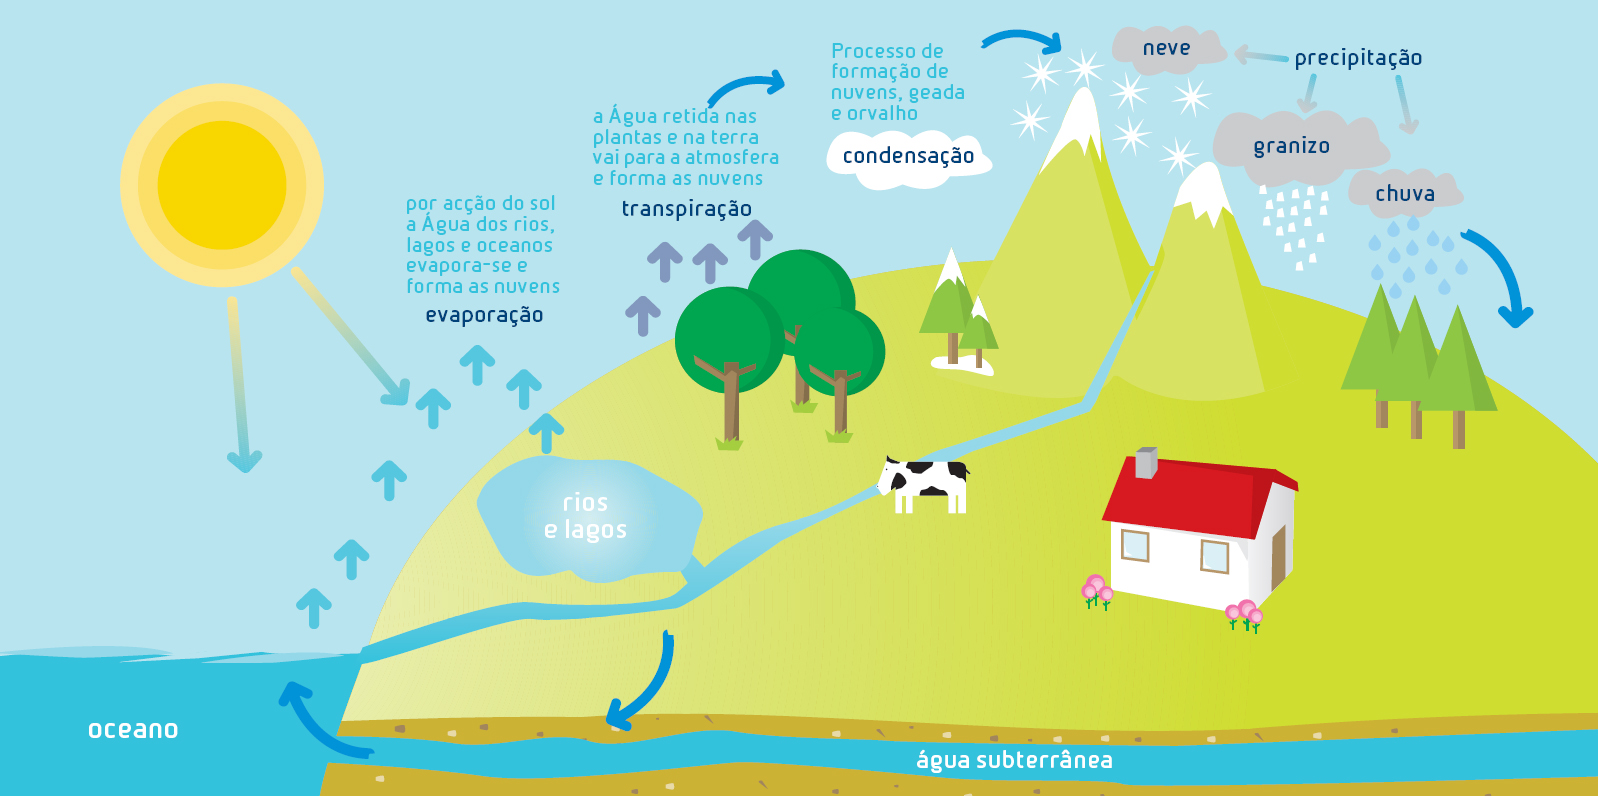 Processo de
formação de
nuvens, geada
e orvalho
condensação
neve
precipitação
granizo
chuva
a Água retida nas
plantas e na terra
vai para a atmosfera
e forma as nuvens
transpiração
por acção do sol
a Água dos rios,
lagos e oceanos
evapora-se e
forma as nuvens
evaporação
rios
e lagos
oceano
água subterrânea